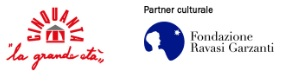 CINQUANTA
"la grande età"
Partner culturale
Fondazione
Ravasi Garzanti